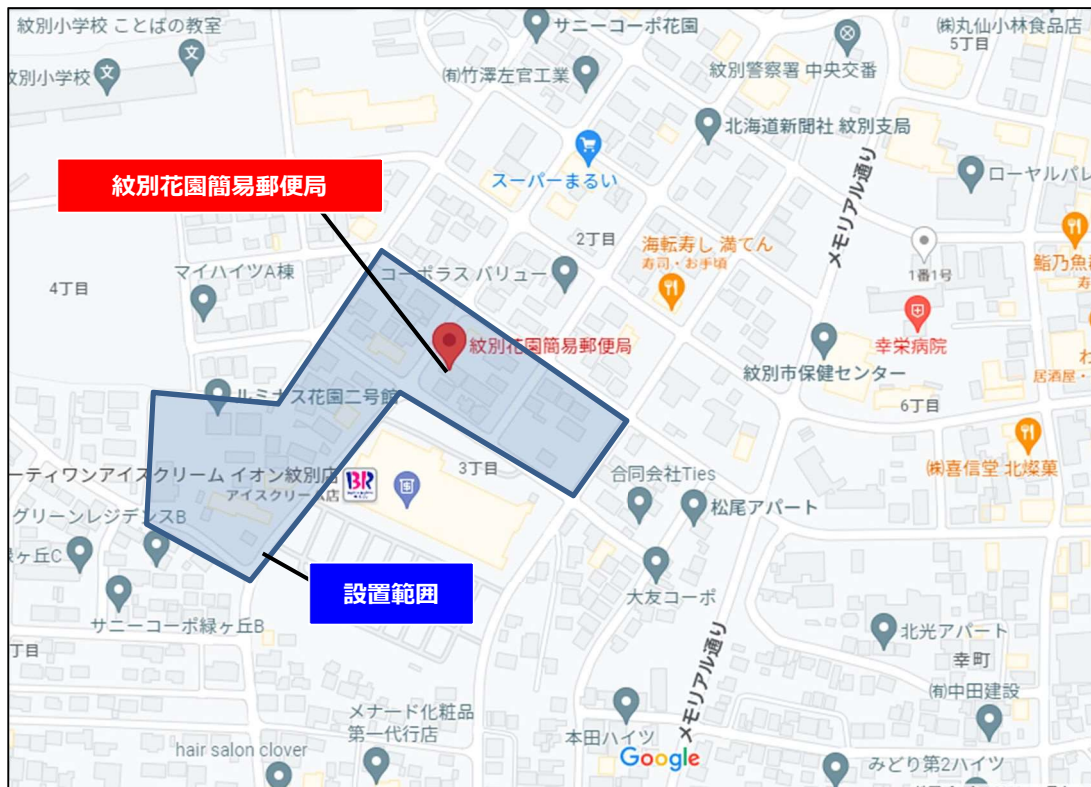 紋別小学校 ことばの教室
紋別小学校
サニーコーポ花園
㈱丸仙小林食品店
5丁目
㈲竹澤左官工業
紋別警察署 中央交番
北海道新聞社 紋別支局
スーパーまるい
メモリアル通り
ローヤルパレ
紋別花園簡易郵便局
2丁目
海転寿し 満てん
寿司・お手頃
1番1号
鮨乃魚
寿
マイハイツA棟
コーポラス バリュー
4丁目
幸栄病院
紋別花園簡易郵便局
紋別市保健センター
わ
居酒屋・
ルミナス花園二号館
6丁目
3丁目
㈱喜信堂 北燦菓
ーティワンアイスクリーム イオン紋別店
アイスクリーム店
BR
合同会社Ties
松尾アパート
グリーンレジデンスB
緑ヶ丘C
設置範囲
大友コーポ
サニーコーポ緑ヶ丘B
北光アパート
丁目
幸町
メモリアル通り
㈲中田建設
メナード化粧品
第一代行店
本田ハイツ
hair salon clover
Google
みどり第2ハイツ